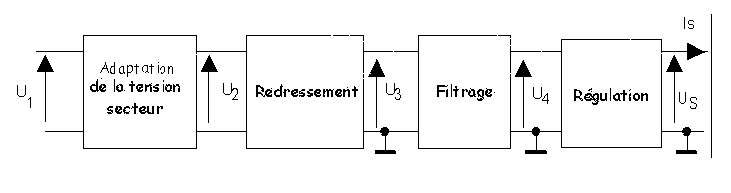 Is
Adaptation
de la tension
secteur
Redressement
Filtrage
Régulation
U1
U2
U3
U4
US